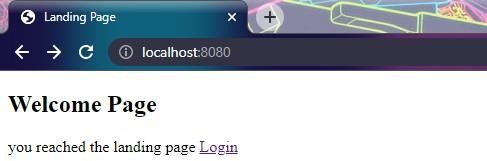 Landing Page
localhost:8080
Welcome Page
you reached the landing page Login